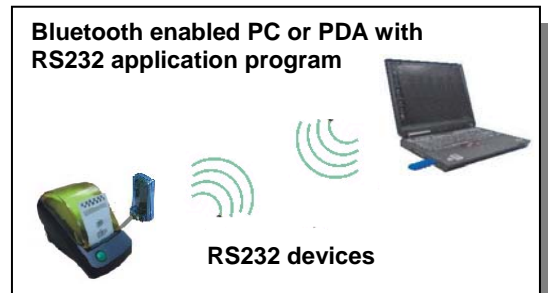 Bluetooth enabled PC or PDA with
RS232 application program
RS232 devices